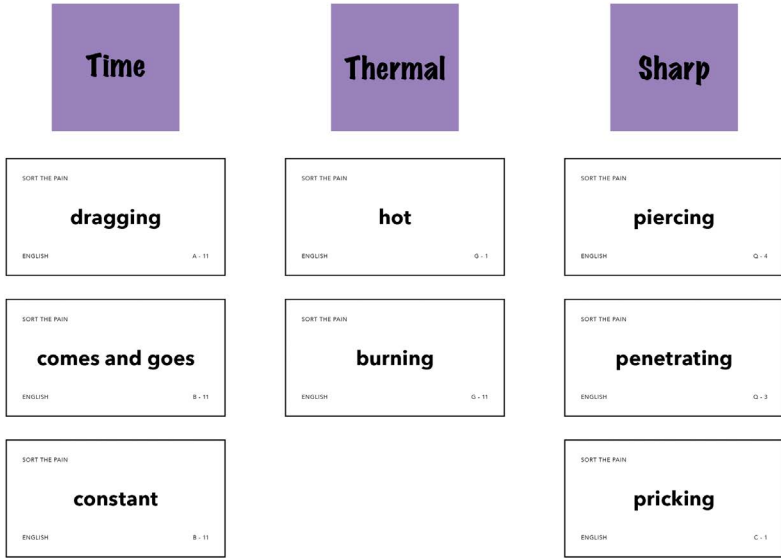 Time
Thermal
Sharp
SORT THE PAIN
dragging
ENGLISH
A - 11
SORT THE PAIN
hot
ENGLISH
G - 1
SORT THE PAIN
piercing
ENGLISH
Q - 4
SORT THE PAIN
comes and goes
ENGLISH
B - 11
SORT THE PAIN
burning
ENGLISH
G - 11
SORT THE PAIN
penetrating
ENGLISH
Q - 3
SORT THE PAIN
constant
ENGLISH
B - 11
SORT THE PAIN
pricking
ENGLISH
C - 1